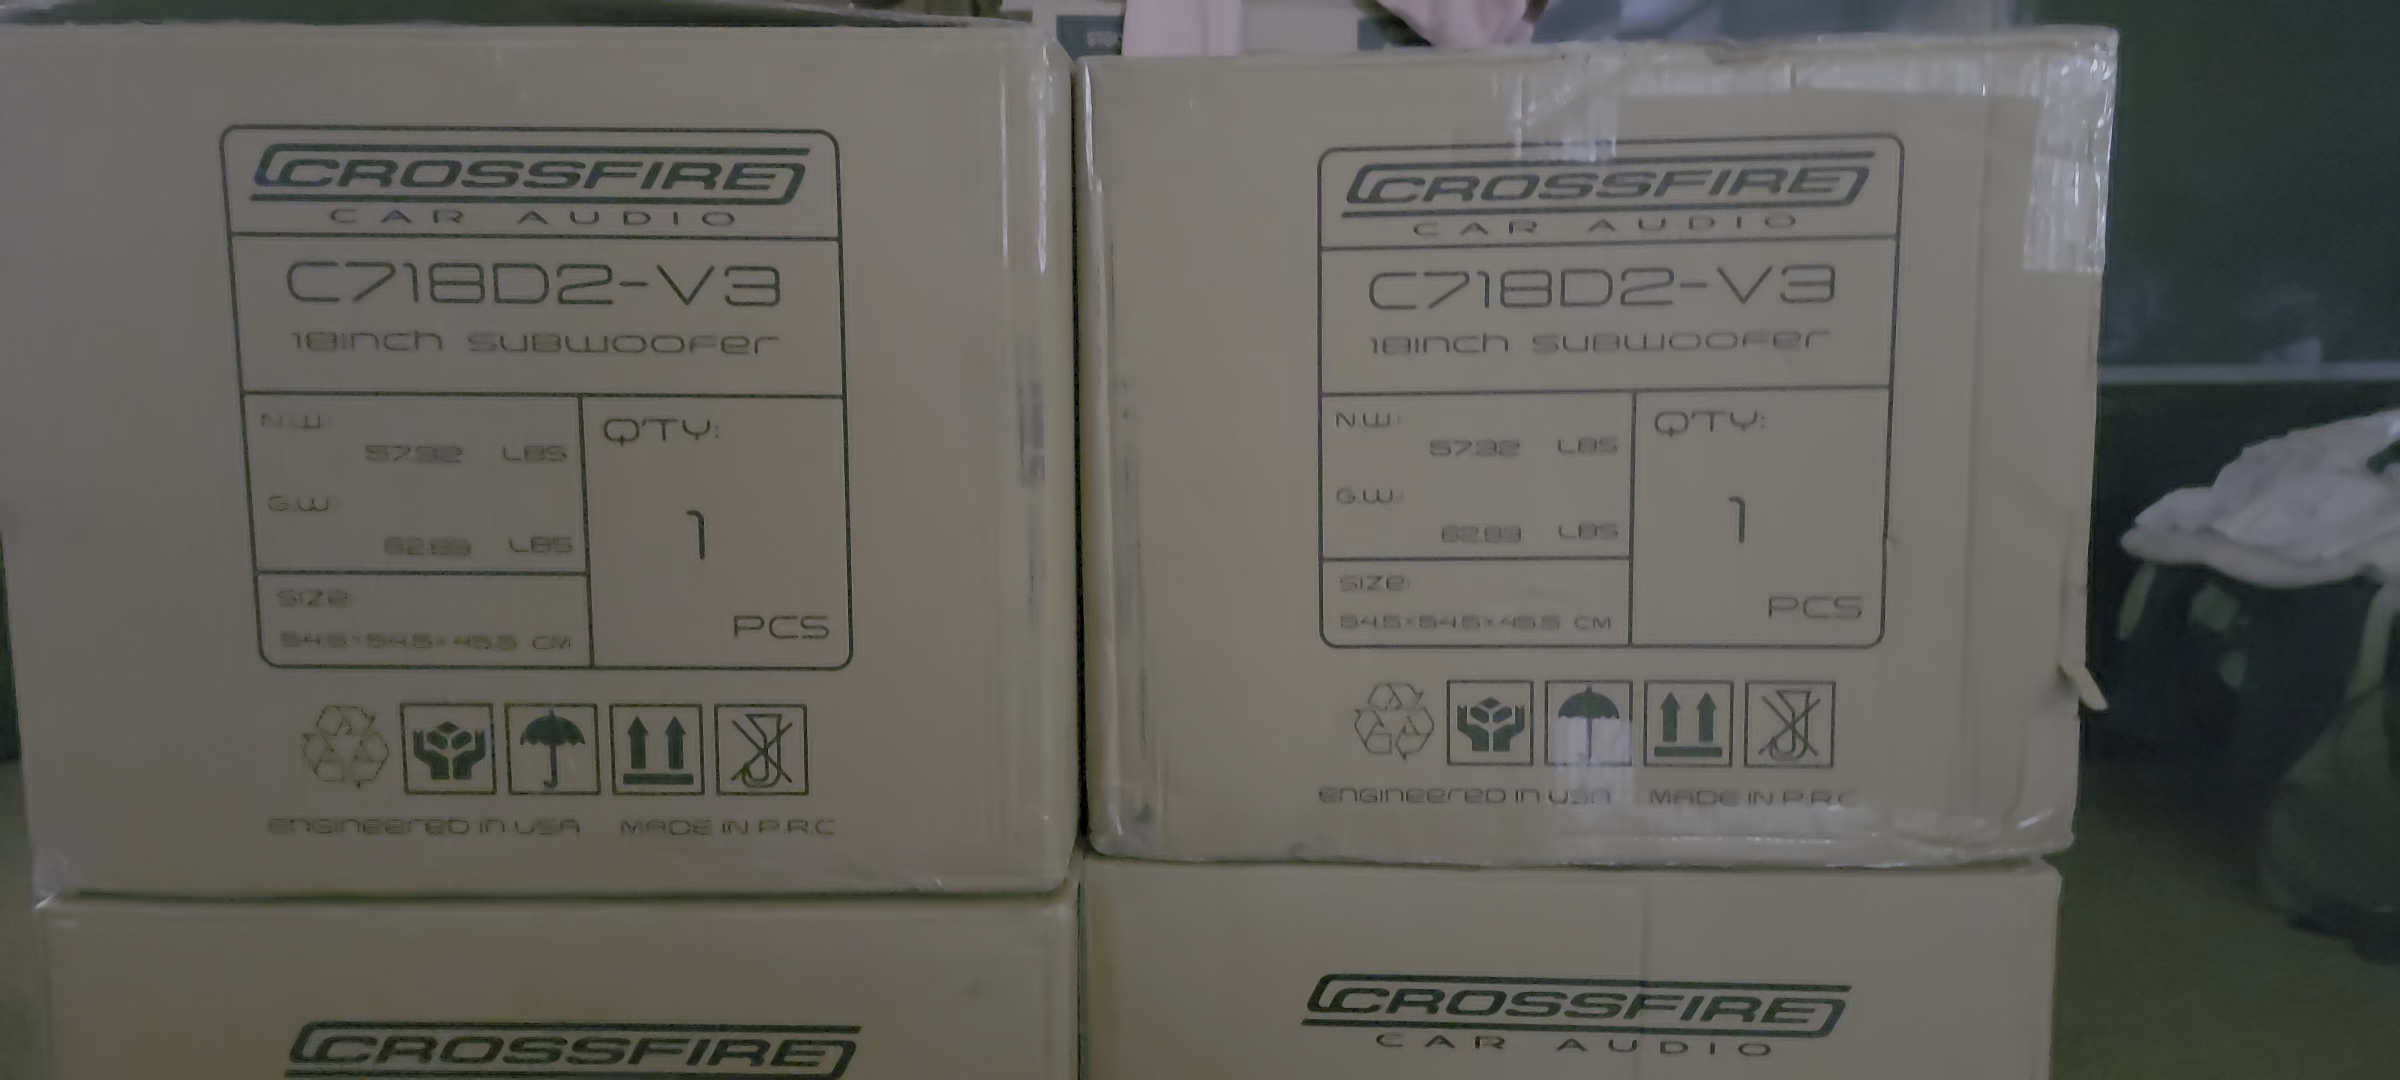 CROSSFIRE
CAR AUDIO
C718D2-V3
18inch SUBWOOFer
N.W:
57.32 LBS
G.W:
62.83 LBS
SIZe:
54.5×54.5×45.5 CM
Q'TY:
1
PCS
engineered in USA MADE IN P.R.C
CROSSFIRE
CAR AUDIO
C718D2-V3
18inch SUBWOOFer
N.W:
57.32 LBS
G.W:
62.83 LBS
SIZe:
54.5×54.5×45.5 CM
Q'TY:
1
PCS
engineered in USA MADE IN P.R.C
CROSSFIRE
CROSSFIRE
CAR AUDIO